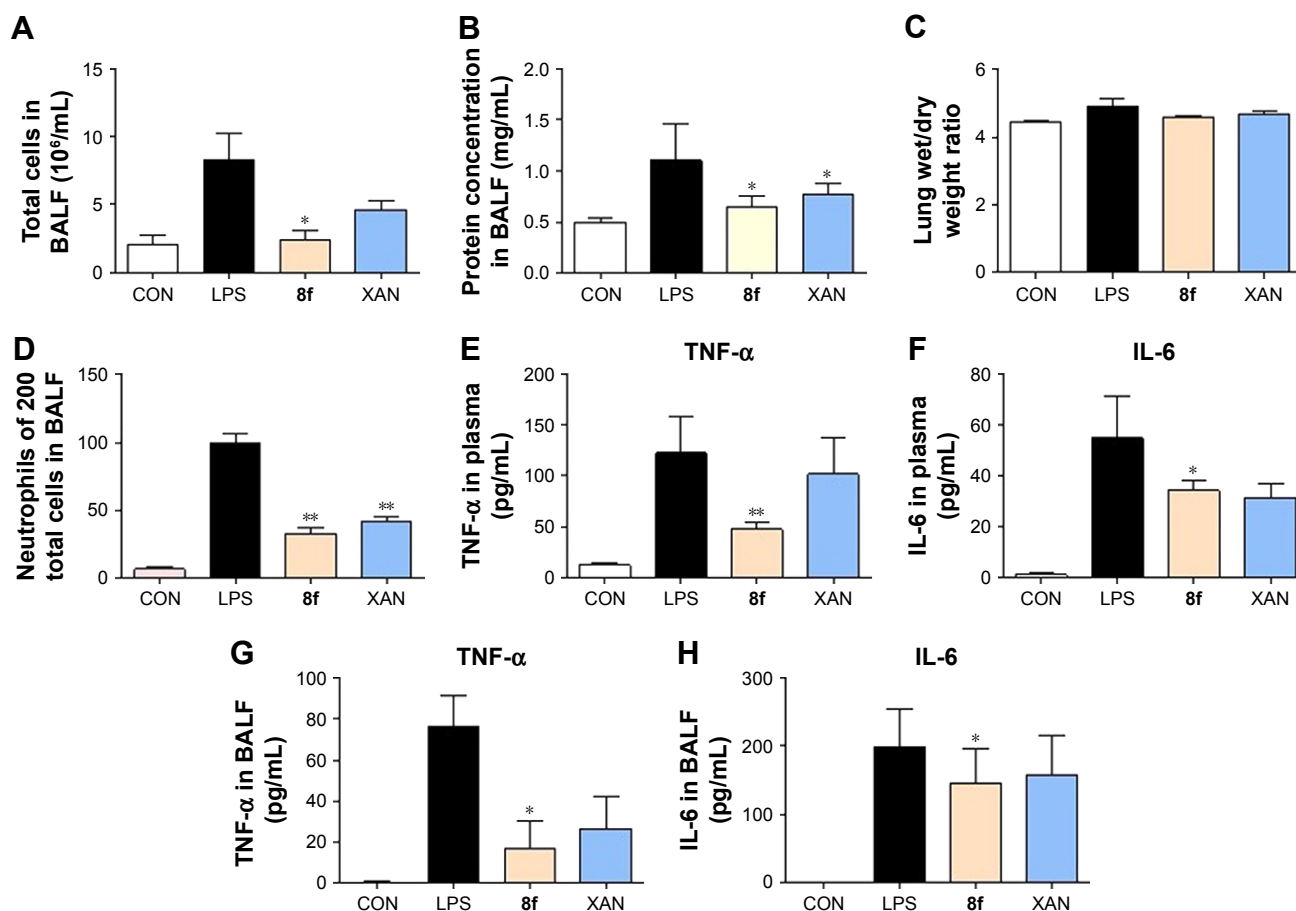 A
Total cells in
BALF (10⁶/mL)
15
10
5
0
*
CON LPS 8f XAN
B
Protein concentration
in BALF (mg/mL)
2.0
1.5
1.0
0.5
0.0
* *
CON LPS 8f XAN
C
Lung wet/dry
weight ratio
6
4
2
0
CON LPS 8f XAN
D
Neutrophils of 200
total cells in BALF
150
100
50
0
** **
CON LPS 8f XAN
E
TNF-α
TNF-α in plasma
(pg/mL)
200
150
100
50
0
**
CON LPS 8f XAN
F
IL-6
IL-6 in plasma
(pg/mL)
80
60
40
20
0
*
CON LPS 8f XAN
G
TNF-α
TNF-α in BALF
(pg/mL)
100
80
60
40
20
0
*
CON LPS 8f XAN
H
IL-6
IL-6 in BALF
(pg/mL)
300
200
100
0
*
CON LPS 8f XAN